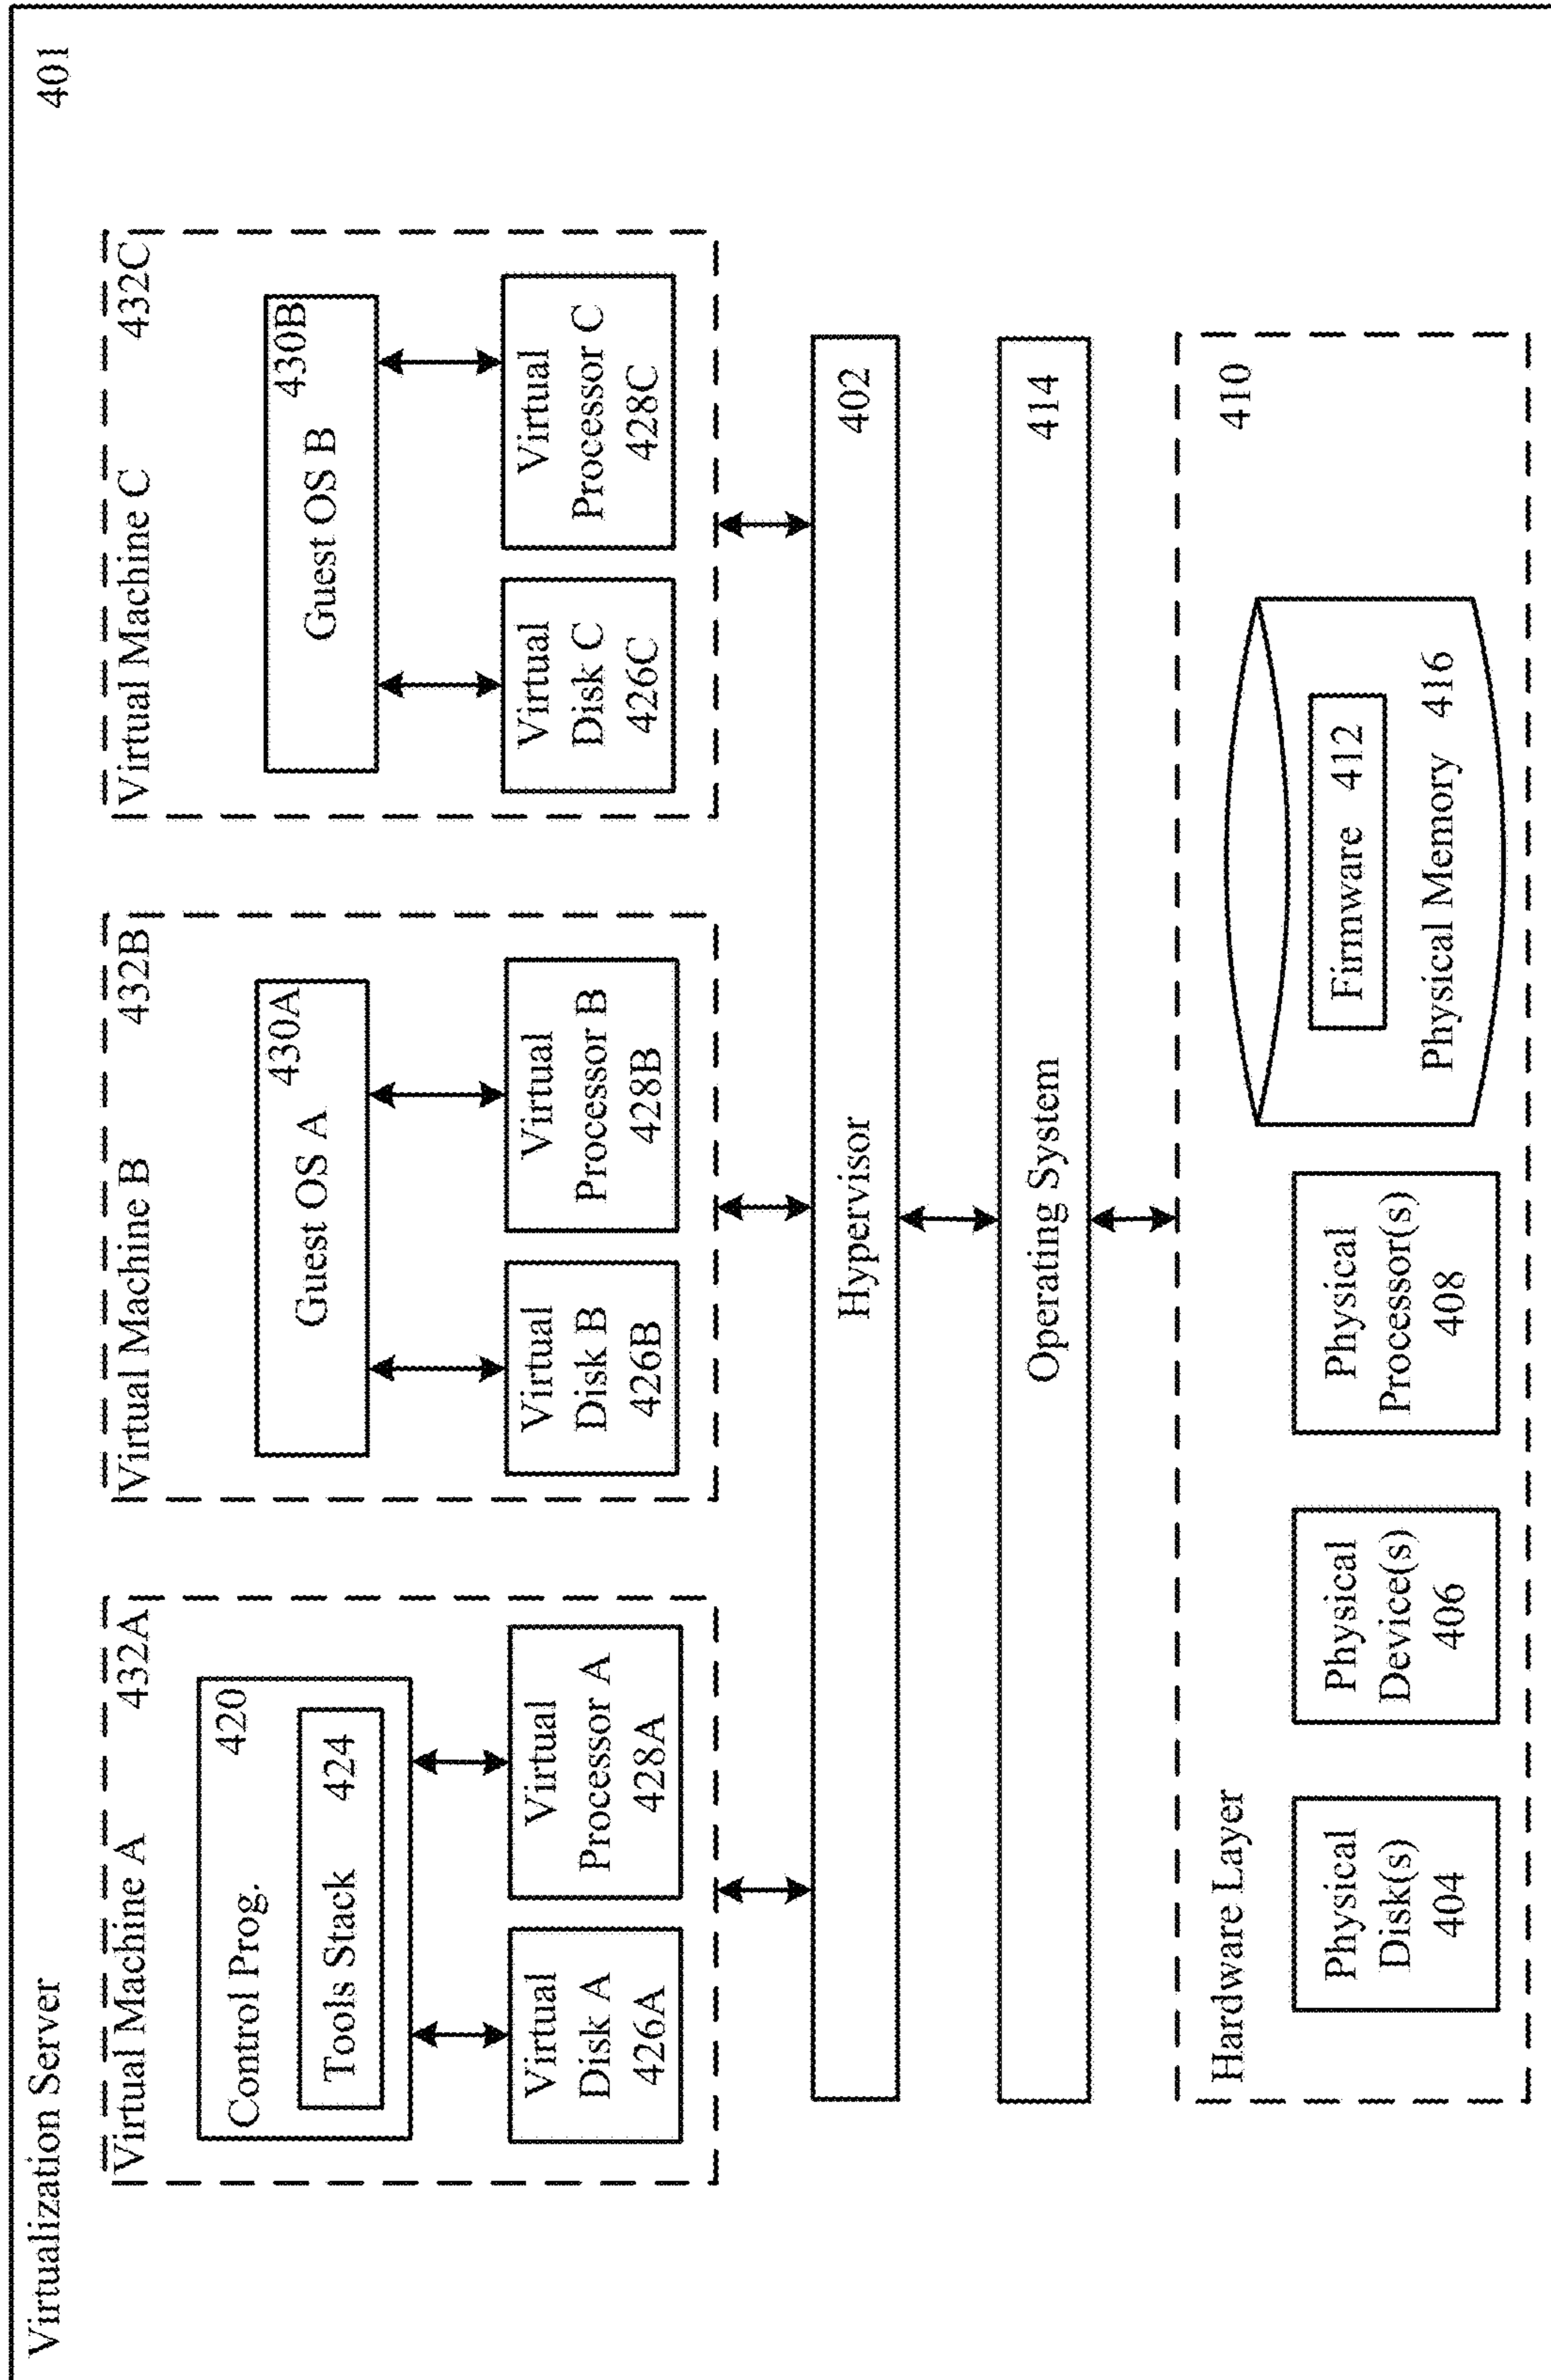 Virtualization Server 401
Virtual Machine A 432A
Control Prog. 420
Tools Stack 424
Virtual
Disk A
426A
Virtual
Processor A
428A
Virtual Machine B 432B
Guest OS A 430A
Virtual
Disk B
426B
Virtual
Processor B
428B
Virtual Machine C 432C
Guest OS B 430B
Virtual
Disk C
426C
Virtual
Processor C
428C
Hypervisor 402
Operating System 414
Hardware Layer 410
Physical
Disk(s)
404
Physical
Device(s)
406
Physical
Processor(s)
408
Firmware 412
Physical Memory 416